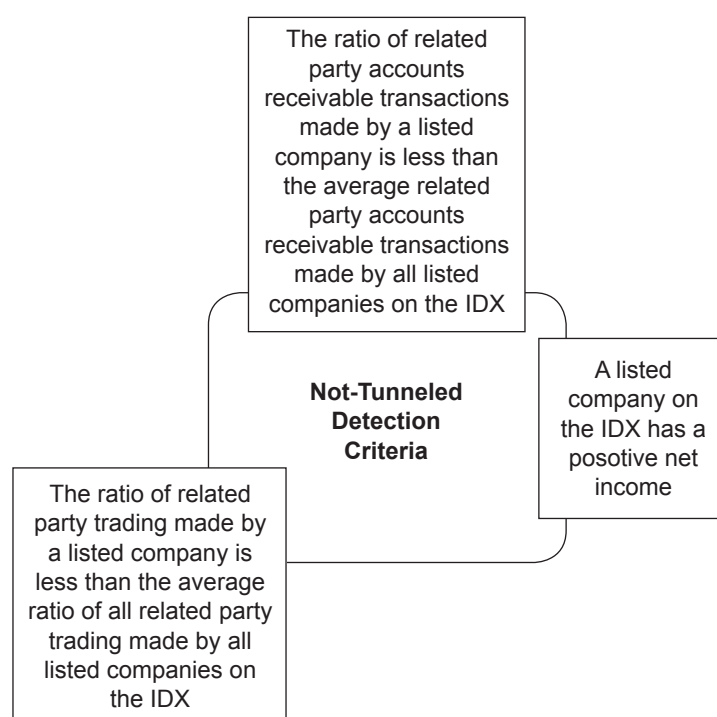 The ratio of related
party accounts
receivable transactions
made by a listed
company is less than
the average related
party accounts
receivable transactions
made by all listed
companies on the IDX
Not-Tunneled
Detection
Criteria
A listed
company on
the IDX has a
posotive net
income
The ratio of related
party trading made by
a listed company is
less than the average
ratio of all related party
trading made by all
listed companies on
the IDX